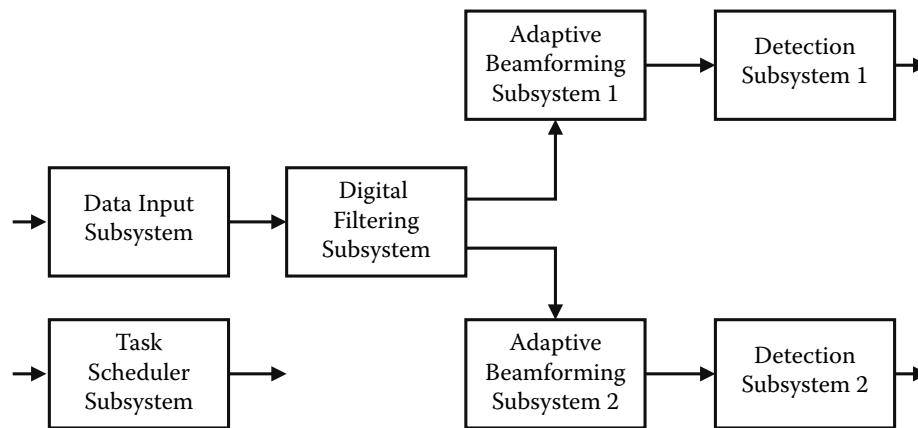 Adaptive
Beamforming
Subsystem 1
Detection
Subsystem 1
Data Input
Subsystem
Digital
Filtering
Subsystem
Task
Scheduler
Subsystem
Adaptive
Beamforming
Subsystem 2
Detection
Subsystem 2